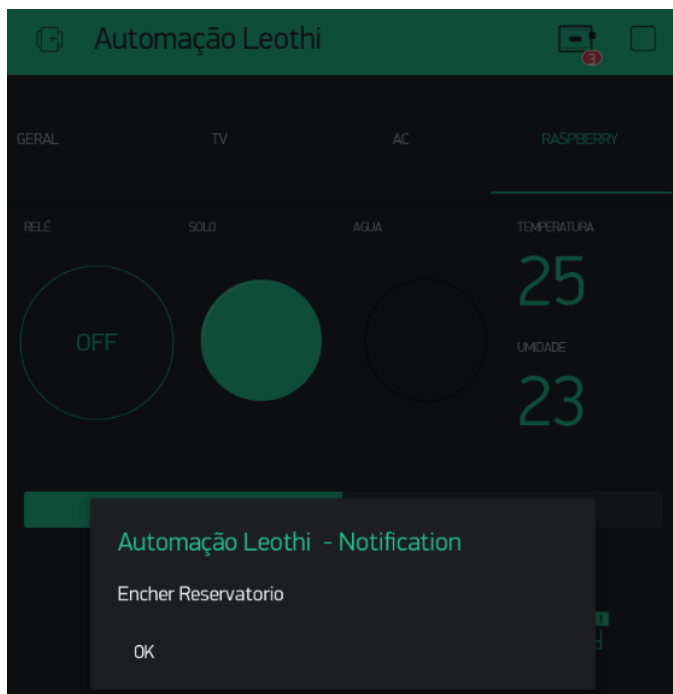 Automação Leothi
3
GERAL TV AC RASPBERRY
RELÉ SOLO AGUA TEMPERATURA
25
OFF
UMIDADE
23
Automação Leothi - Notification
Encher Reservatorio
OK